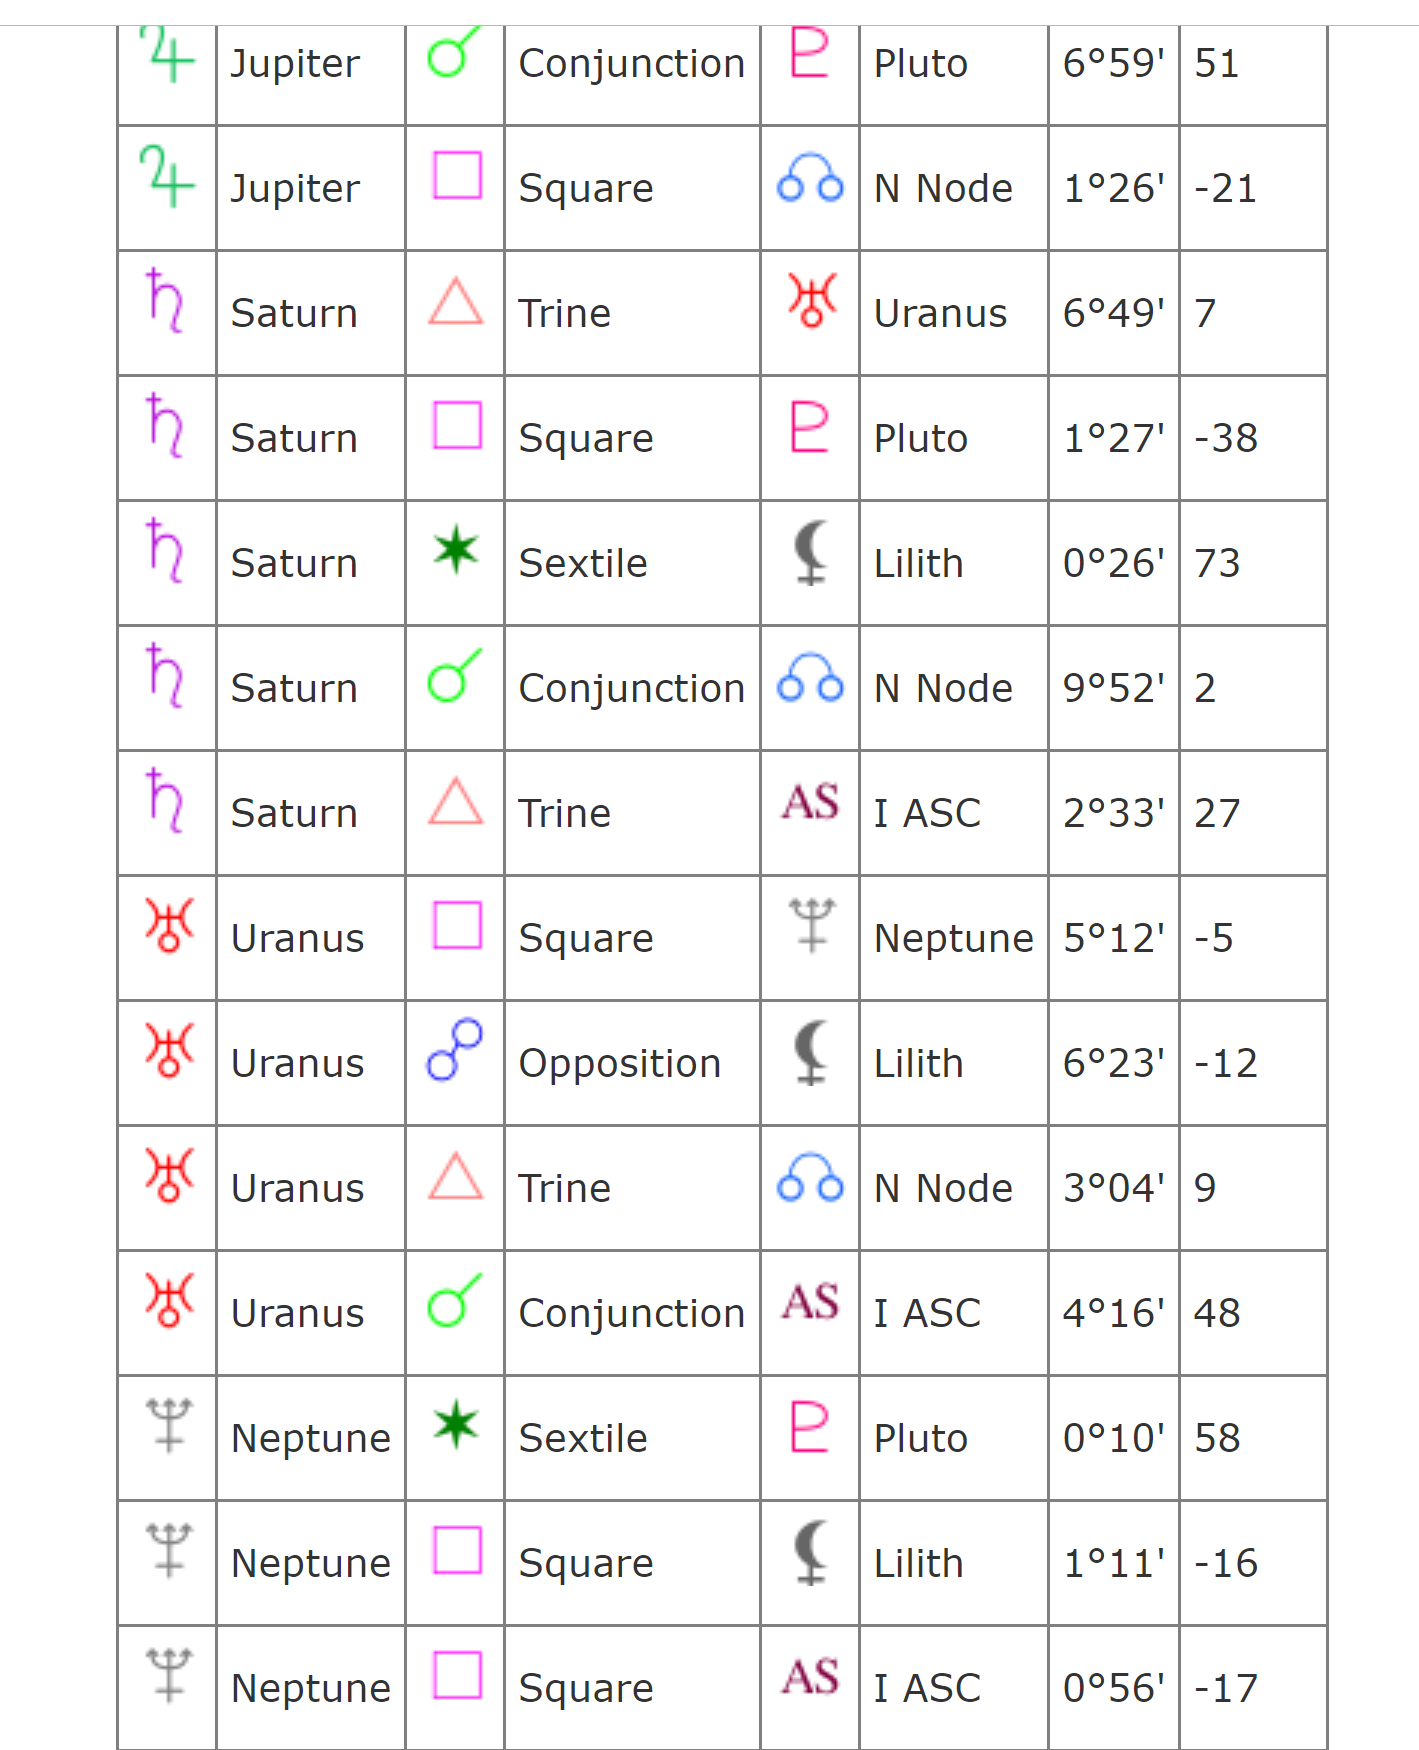 Jupiter Conjunction Pluto 6°59' 51
Jupiter Square N Node 1°26' -21
Saturn Trine Uranus 6°49' 7
Saturn Square Pluto 1°27' -38
Saturn Sextile Lilith 0°26' 73
Saturn Conjunction N Node 9°52' 2
Saturn Trine AS I ASC 2°33' 27
Uranus Square Neptune 5°12' -5
Uranus Opposition Lilith 6°23' -12
Uranus Trine N Node 3°04' 9
Uranus Conjunction AS I ASC 4°16' 48
Neptune Sextile Pluto 0°10' 58
Neptune Square Lilith 1°11' -16
Neptune Square AS I ASC 0°56' -17